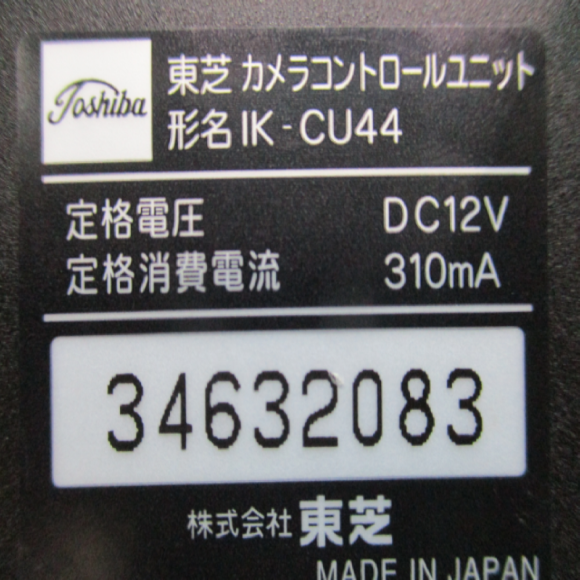 Toshiba
東芝 カメラコントロールユニット
形名 IK-CU44
定格電圧 DC12V
定格消費電流 310mA
34632083
株式会社 東芝
MADE IN JAPAN